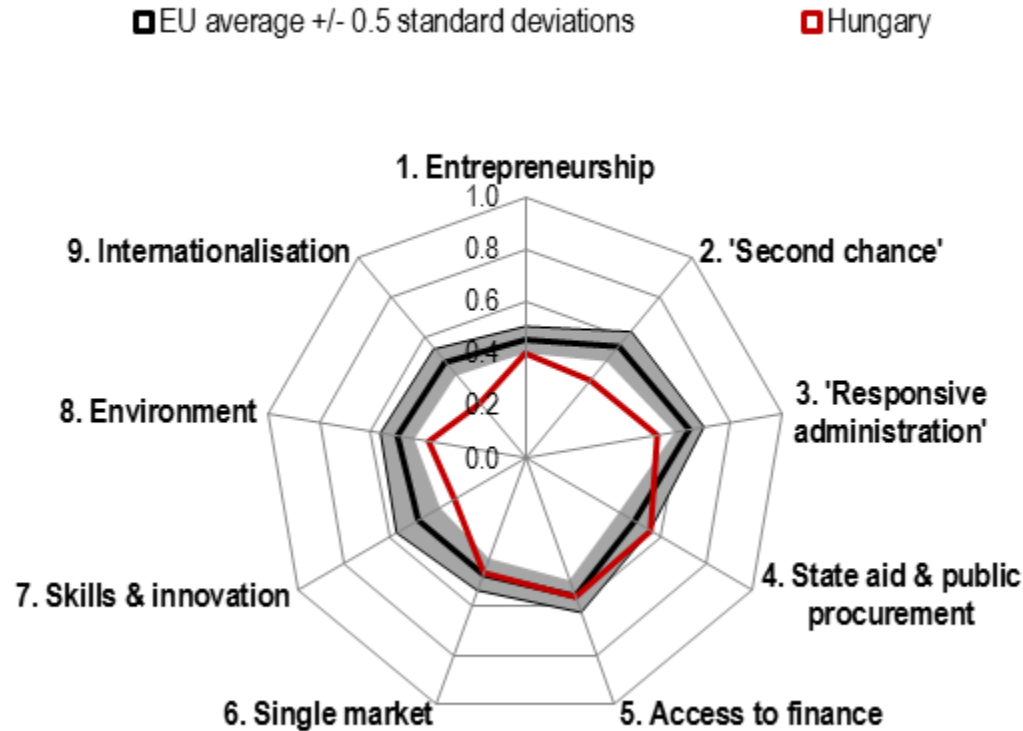 EU average +/- 0.5 standard deviations
Hungary
1. Entrepreneurship
1.0
9. Internationalisation
0.8
2. 'Second chance'
0.6
0.4
0.2
8. Environment
3. 'Responsive
administration'
0.0
7. Skills & innovation
4. State aid & public
procurement
6. Single market
5. Access to finance